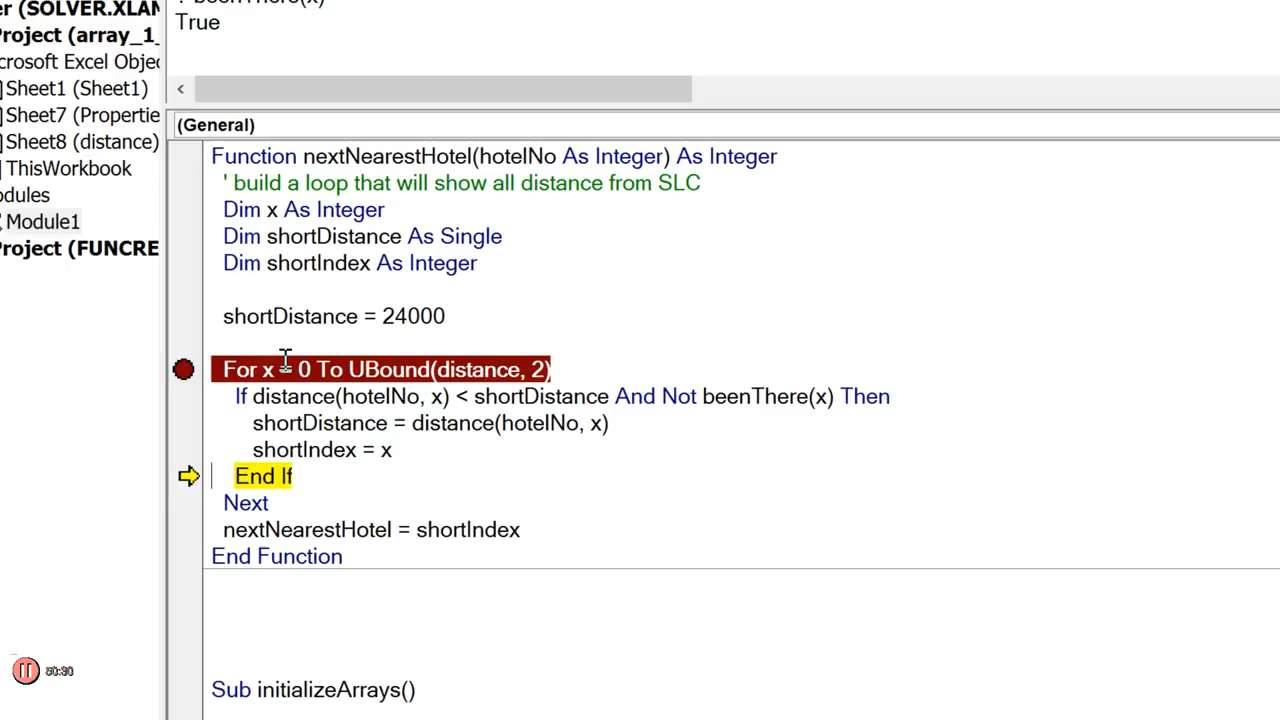 er (SOLVER.XLAM
Project (array_1_
crosoft Excel Objec
Sheet1 (Sheet1)
Sheet7 (Propertie
Sheet8 (distance)
ThisWorkbook
odules
Module1
Project (FUNCRE
? beenThere(x)
True
(General)
Function nextNearestHotel(hotelNo As Integer) As Integer
' build a loop that will show all distance from SLC
Dim x As Integer
Dim shortDistance As Single
Dim shortIndex As Integer
shortDistance = 24000
For x = 0 To UBound(distance, 2)
If distance(hotelNo, x) < shortDistance And Not beenThere(x) Then
shortDistance = distance(hotelNo, x)
shortIndex = x
End If
Next
nextNearestHotel = shortIndex
End Function
Sub initializeArrays()